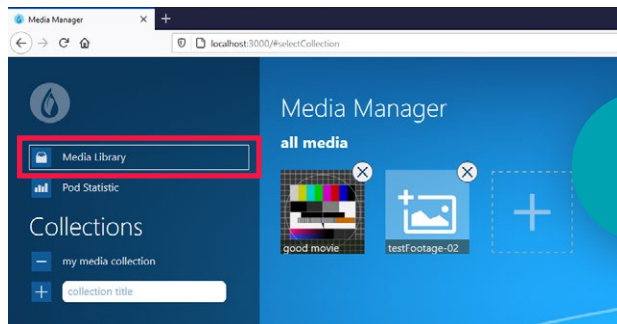 Media Manager
localhost:3000/#selectCollection
Media Library
Pod Statistic
Collections
my media collection
collection title
Media Manager
all media
good movie
testFootage-02